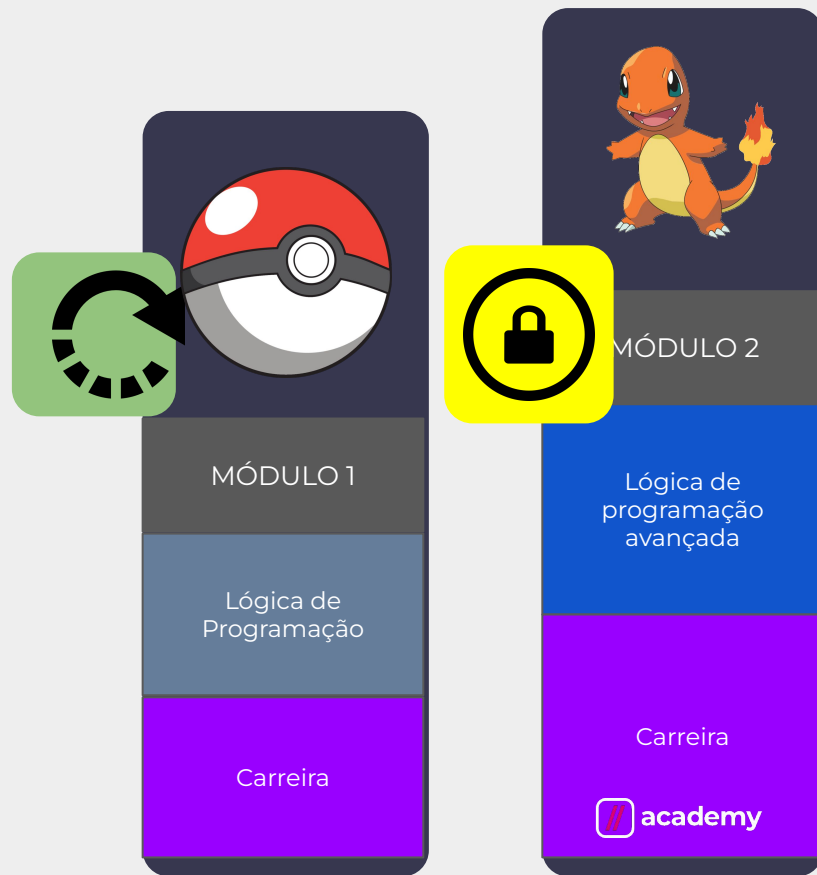 MÓDULO 1
Lógica de
Programação
Carreira
MÓDULO 2
Lógica de
programação
avançada
Carreira
// academy